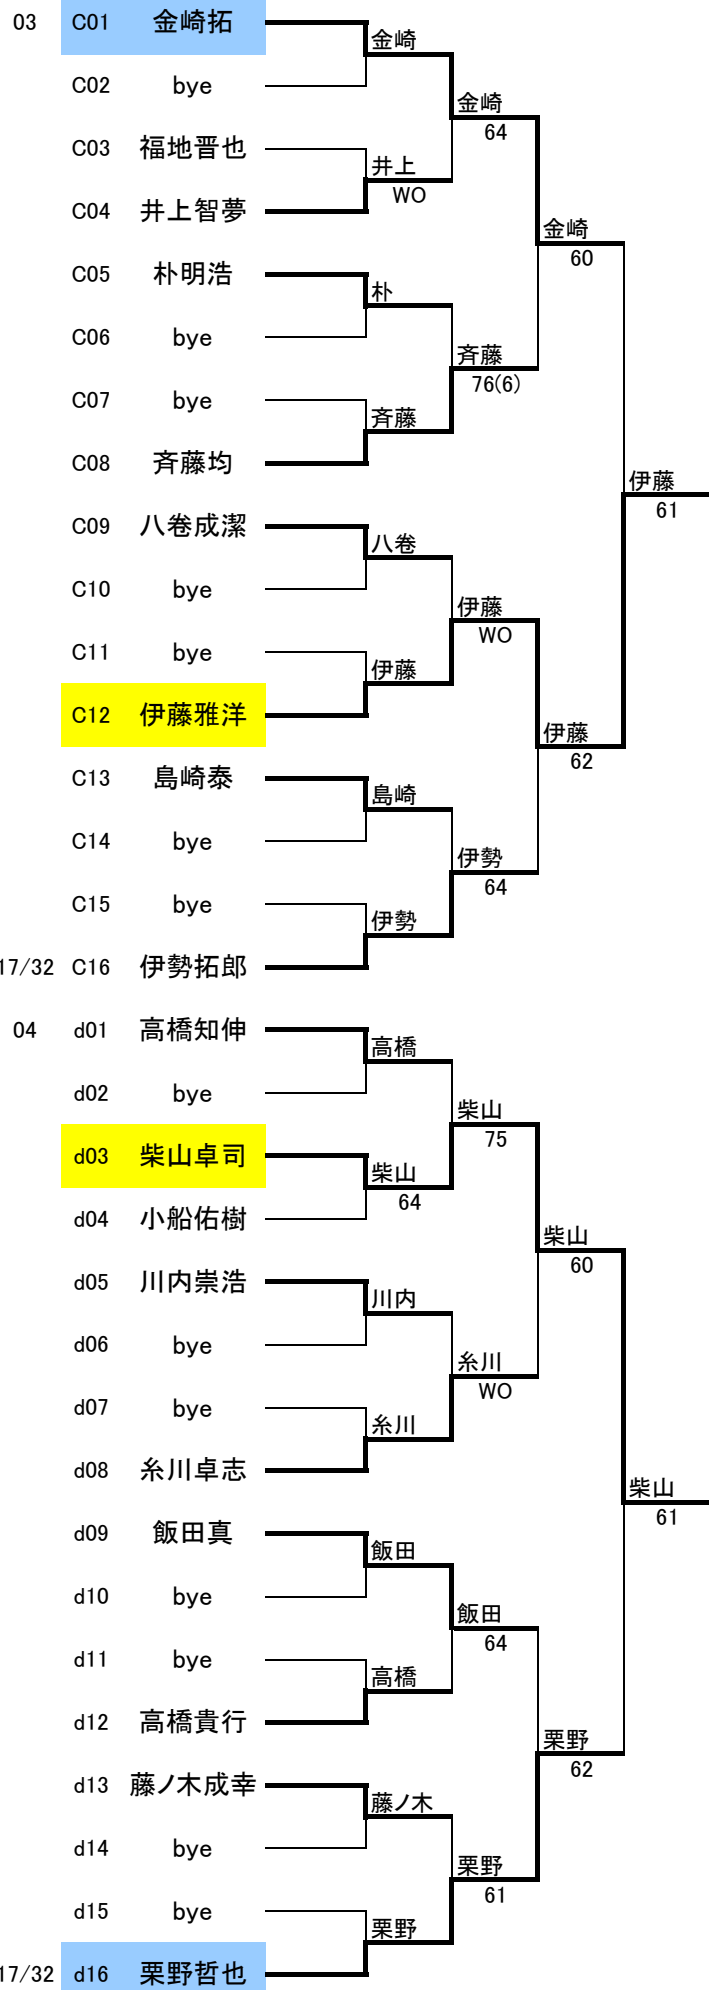 03 C01 金崎拓
金崎
C02 bye
金崎
64
C03 福地晋也
井上
WO
C04 井上智夢
金崎
60
C05 朴明浩
朴
C06 bye
斉藤
76(6)
C07 bye
斉藤
C08 斉藤均
伊藤
61
C09 八巻成潔
八巻
C10 bye
伊藤
WO
C11 bye
伊藤
C12 伊藤雅洋
伊藤
62
C13 島崎泰
島崎
C14 bye
伊勢
64
C15 bye
伊勢
17/32 C16 伊勢拓郎
04 d01 高橋知伸
高橋
d02 bye
柴山
75
d03 柴山卓司
柴山
64
d04 小船佑樹
柴山
60
d05 川内崇浩
川内
d06 bye
糸川
WO
d07 bye
糸川
d08 糸川卓志
柴山
61
d09 飯田真
飯田
d10 bye
飯田
64
d11 bye
高橋
d12 高橋貴行
栗野
62
d13 藤ノ木成幸
藤ノ木
d14 bye
栗野
61
d15 bye
栗野
17/32 d16 栗野哲也